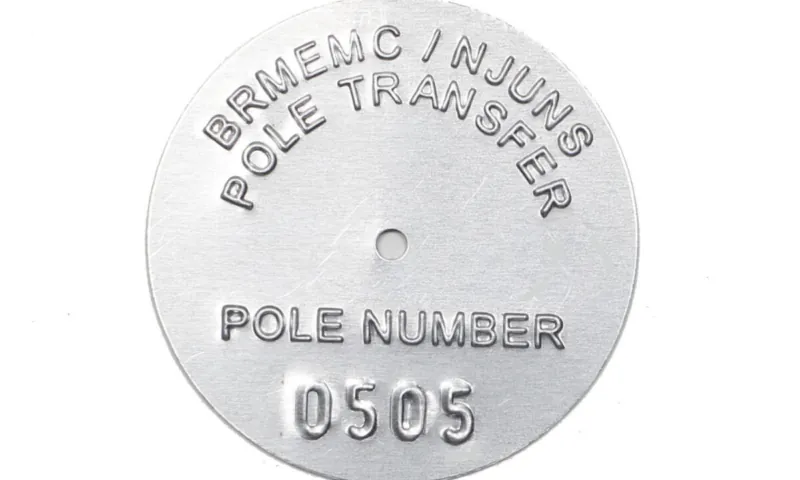 BRMEMC / NJUNS
POLE TRANSFER
POLE NUMBER
0505